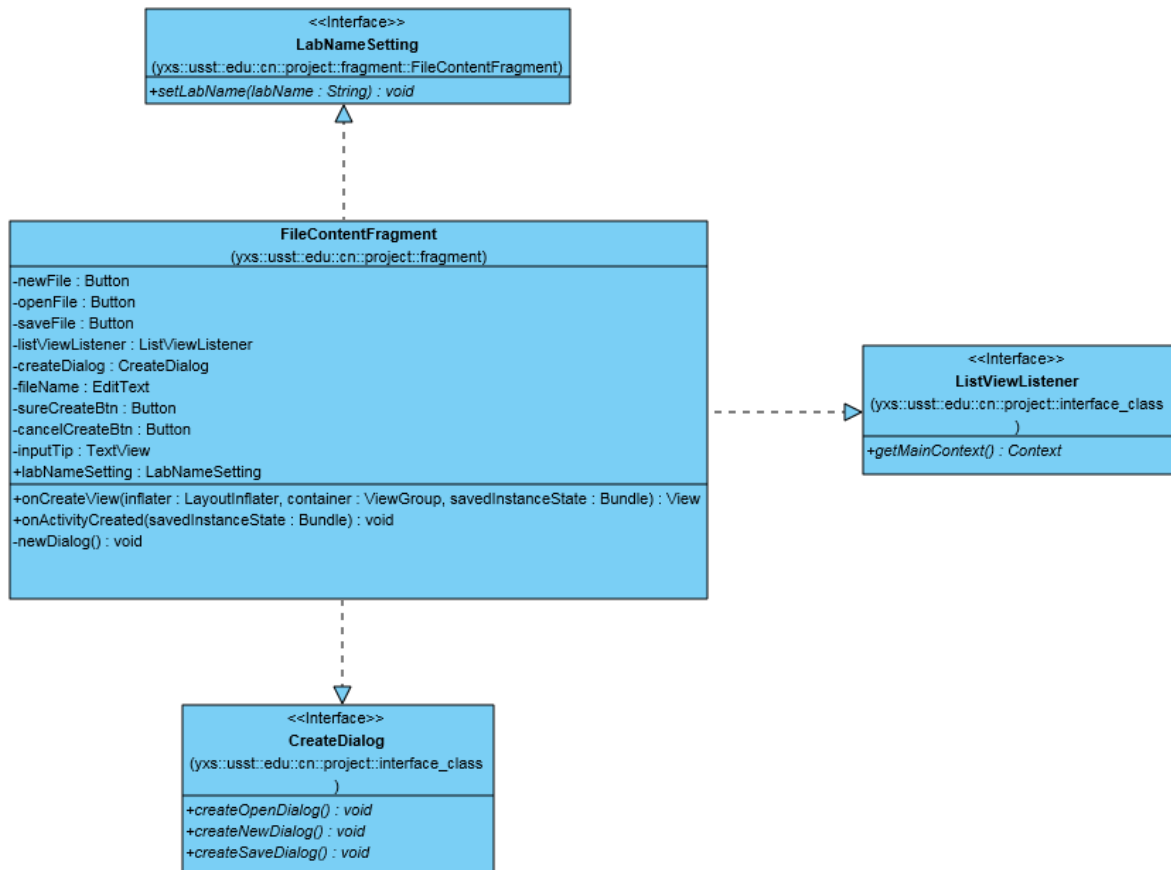 <<Interface>>
LabNameSetting
(yxs::usst::edu::cn::project::fragment::FileContentFragment)
+setLabName(labName : String) : void
FileContentFragment
(yxs::usst::edu::cn::project::fragment)
-newFile : Button
-openFile : Button
-saveFile : Button
-listViewListener : ListViewListener
-createDialog : CreateDialog
-fileName : EditText
-sureCreateBtn : Button
-cancelCreateBtn : Button
-inputTip : TextView
+labNameSetting : LabNameSetting
+onCreateView(inflater : LayoutInflater, container : ViewGroup, savedInstanceState : Bundle) : View
+onActivityCreated(savedInstanceState : Bundle) : void
-newDialog() : void
<<Interface>>
ListViewListener
(yxs::usst::edu::cn::project::interface_class
)
+getMainContext() : Context
<<Interface>>
CreateDialog
(yxs::usst::edu::cn::project::interface_class
)
+createOpenDialog() : void
+createNewDialog() : void
+createSaveDialog() : void